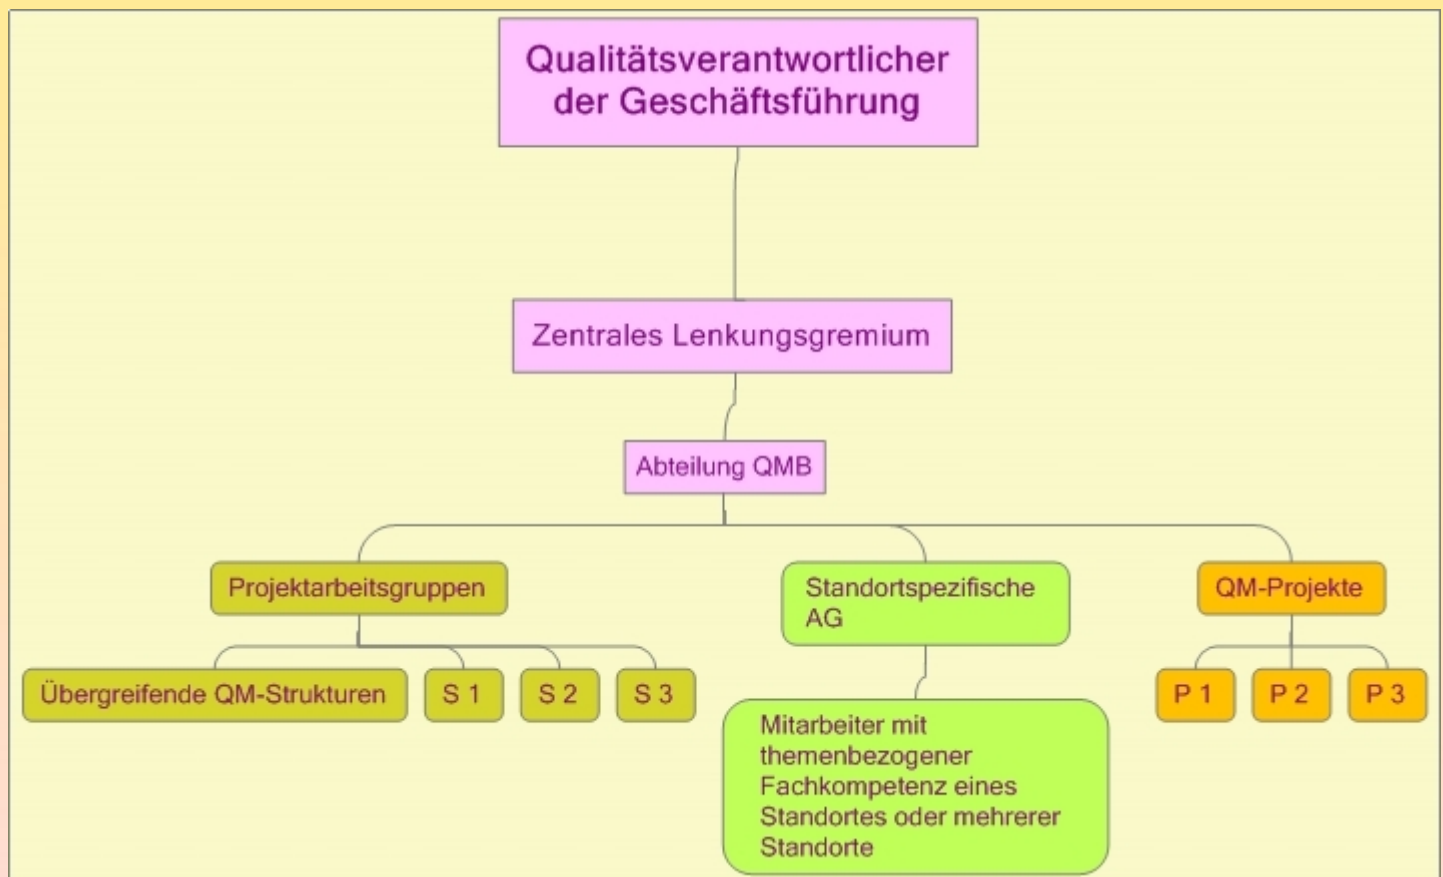 Qualitätsverantwortlicher
der Geschäftsführung
Zentrales Lenkungsgremium
Abteilung QMB
Projektarbeitsgruppen
Standortspezifische
AG
QM-Projekte
Übergreifende QM-Strukturen
S 1
S 2
S 3
Mitarbeiter mit
themenbezogener
Fachkompetenz eines
Standortes oder mehrerer
Standorte
P 1
P 2
P 3